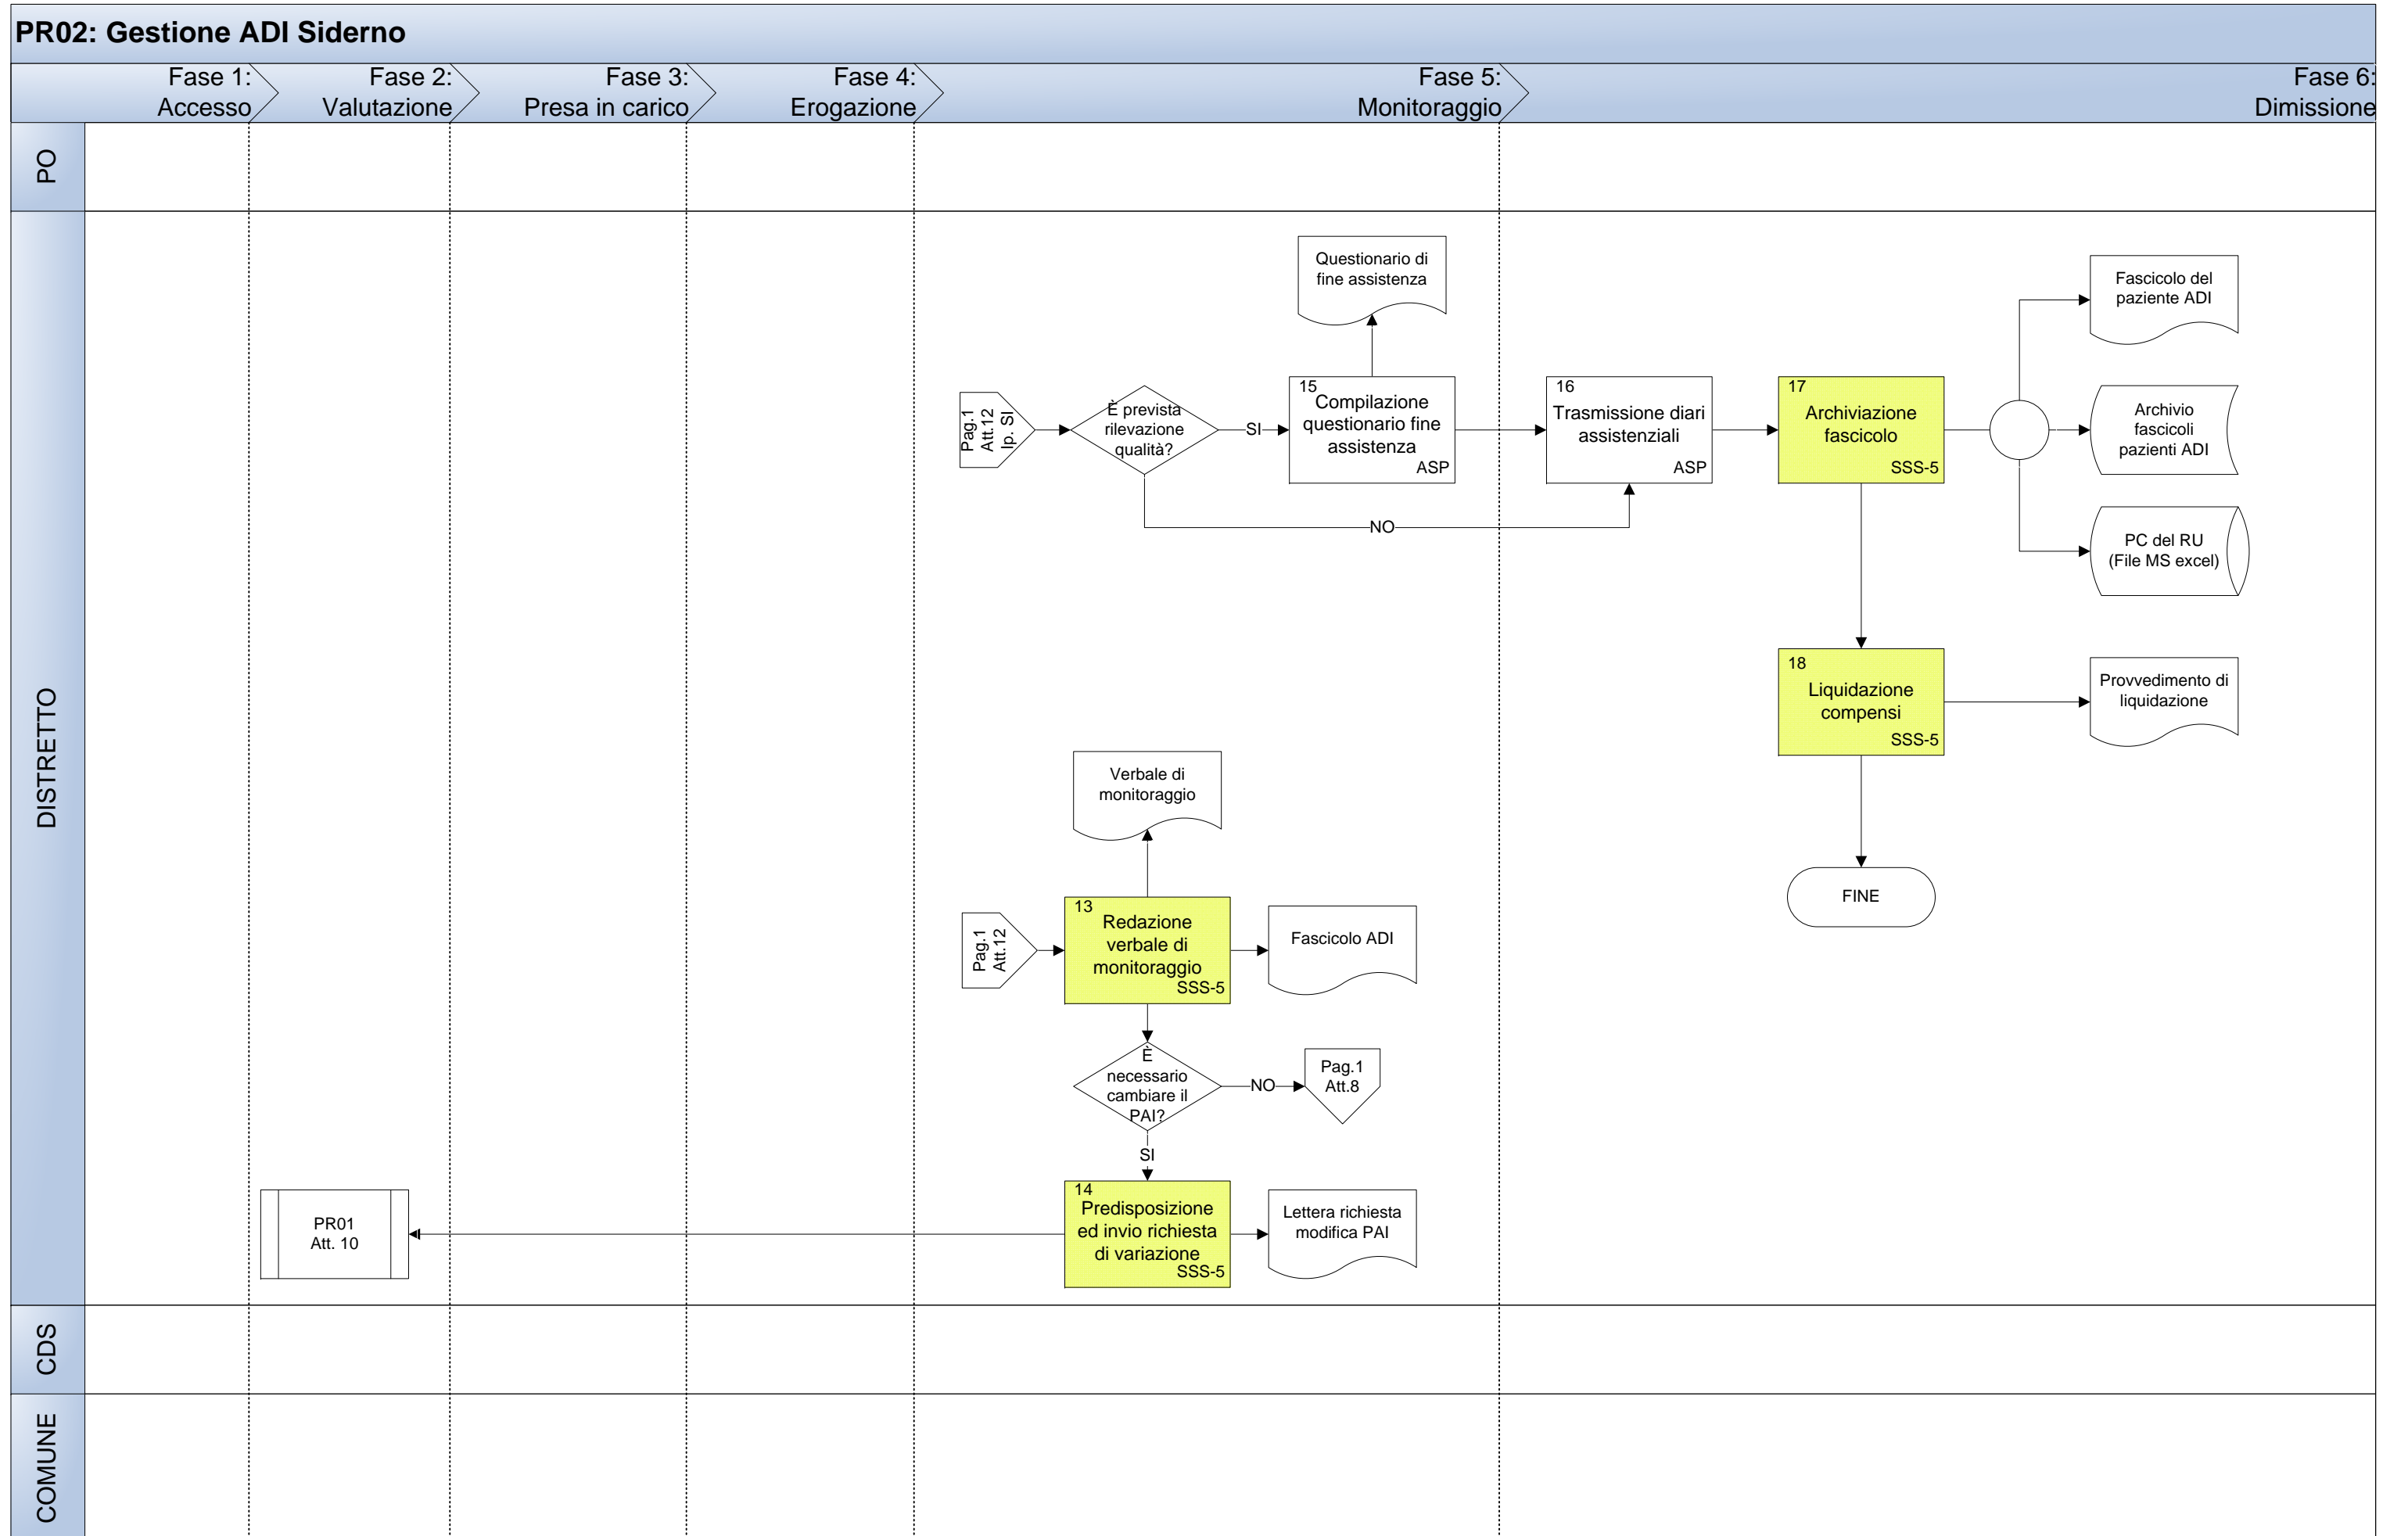 PR02: Gestione ADI Siderno
Fase 1:
Accesso
Fase 2:
Valutazione
Fase 3:
Presa in carico
Fase 4:
Erogazione
Fase 5:
Monitoraggio
Fase 6:
Dimissione
PO
DISTRETTO
Questionario di
fine assistenza
Pag.1
Att.12
Ip. SI
È prevista
rilevazione
qualità?
SI
NO
15
Compilazione
questionario fine
assistenza
ASP
16
Trasmissione diari
assistenziali
ASP
17
Archiviazione
fascicolo
SSS-5
Fascicolo del
paziente ADI
Archivio
fascicoli
pazienti ADI
PC del RU
(File MS excel)
18
Liquidazione
compensi
SSS-5
Provvedimento di
liquidazione
FINE
Verbale di
monitoraggio
Pag.1
Att.12
13
Redazione
verbale di
monitoraggio
SSS-5
Fascicolo ADI
È
necessario
cambiare il
PAI?
NO
Pag.1
Att.8
SI
14
Predisposizione
ed invio richiesta
di variazione
SSS-5
Lettera richiesta
modifica PAI
PR01
Att. 10
CDS
COMUNE